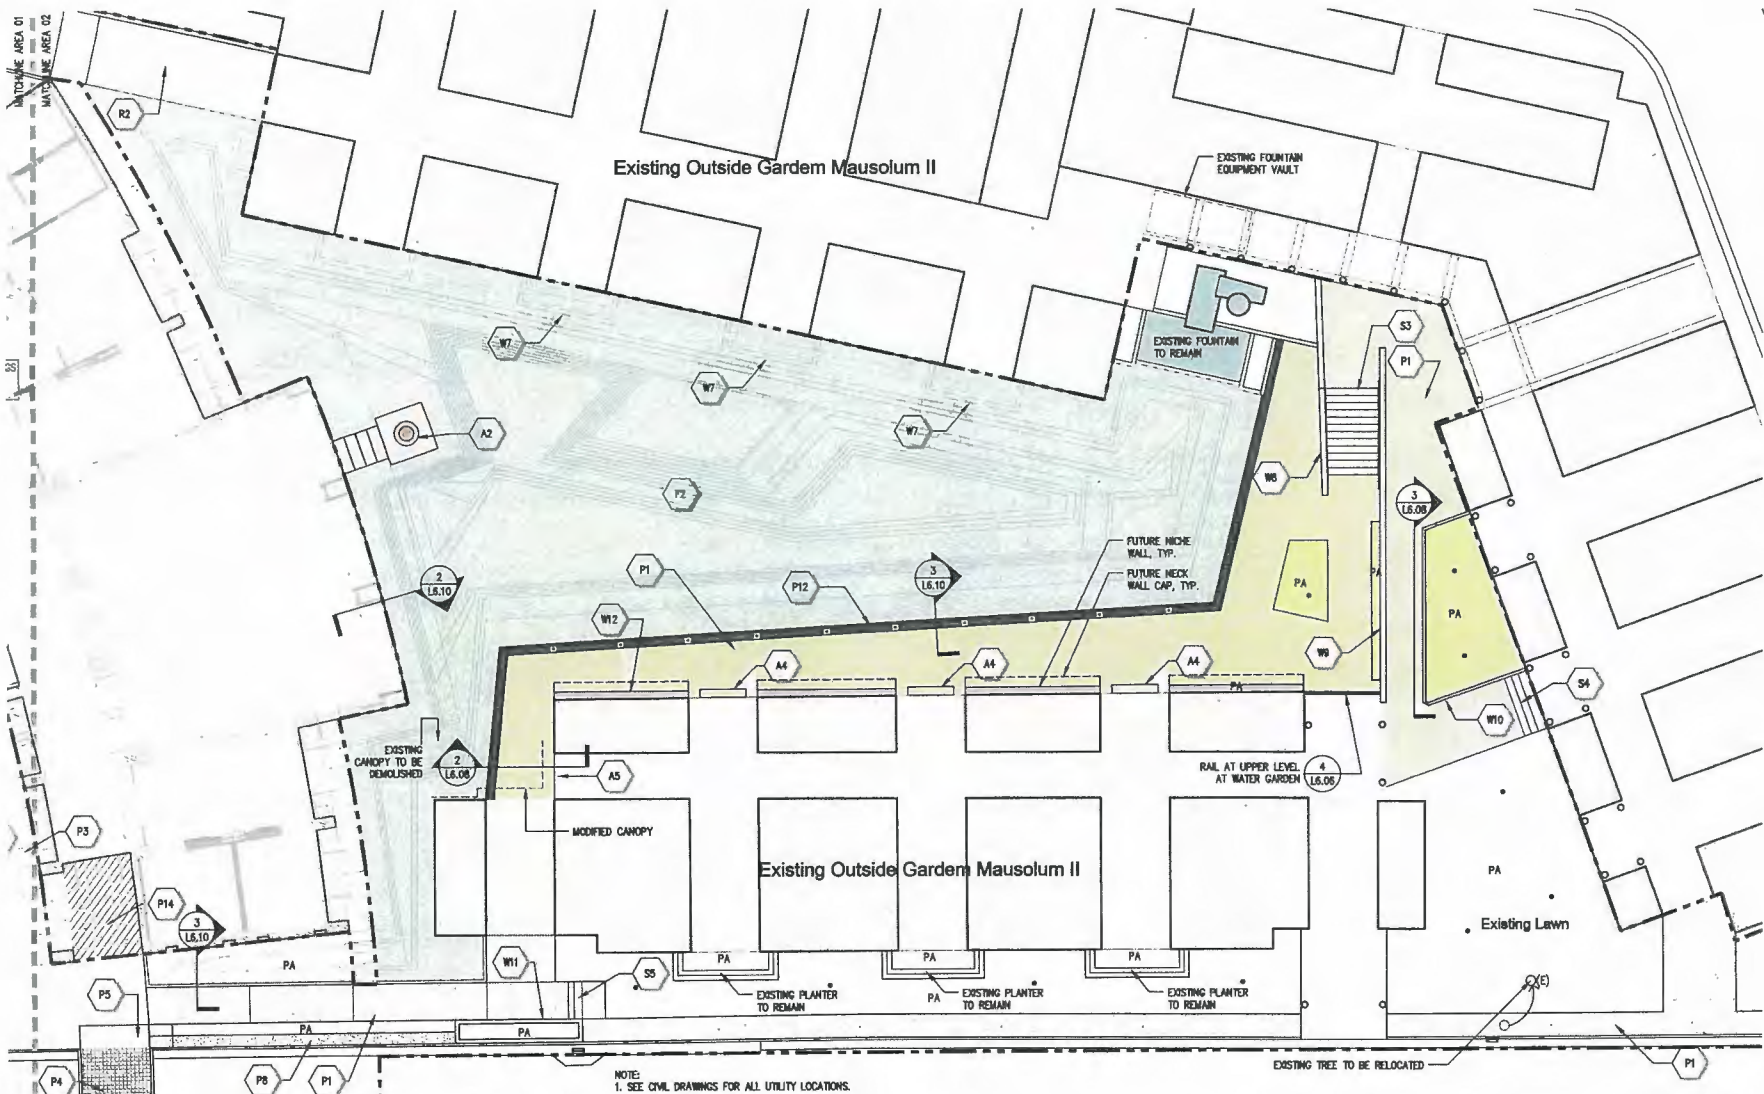 MATCHLINE AREA 01
MATCHLINE AREA 02
R2
Existing Outside Gardem Mausolum II
EXISTING FOUNTAIN
EQUIPMENT VAULT
S3
P1
EXISTING FOUNTAIN
TO REMAIN
W7
W7
W7
A2
P2
W8
3
L6.08
FUTURE NICHE
WALL, TYP.
FUTURE NECK
WALL CAP, TYP.
2
L6.10
P1
P12
3
L6.10
PA
PA
PA
W12
A4
A4
A4
W9
PA
S4
W10
EXISTING
CANOPY TO BE
DEMOLISHED
2
L6.08
A5
RAIL AT UPPER LEVEL
AT WATER GARDEN
4
L6.05
MODIFIED CANOPY
P3
Existing Outside Gardem Mausolum II
PA
Existing Lawn
P14
3
L6.10
PA
W11
S5
PA
PA
PA
EXISTING PLANTER
TO REMAIN
PA
EXISTING PLANTER
TO REMAIN
EXISTING PLANTER
TO REMAIN
(E)
P5
PA
PA
P4
P8
P1
EXISTING TREE TO BE RELOCATED
P1
NOTE:
1. SEE CIVIL DRAWINGS FOR ALL UTILITY LOCATIONS.